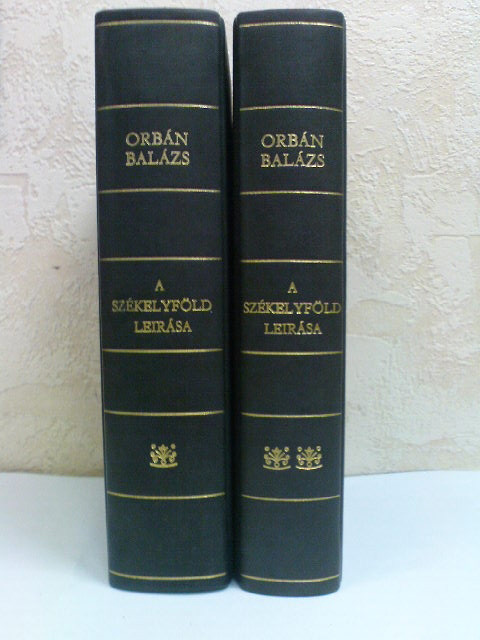 ORBÁN
BALÁZS
A
SZÉKELYFÖLD
LEIRÁSA
ORBÁN
BALÁZS
A
SZÉKELYFÖLD
LEIRÁSA